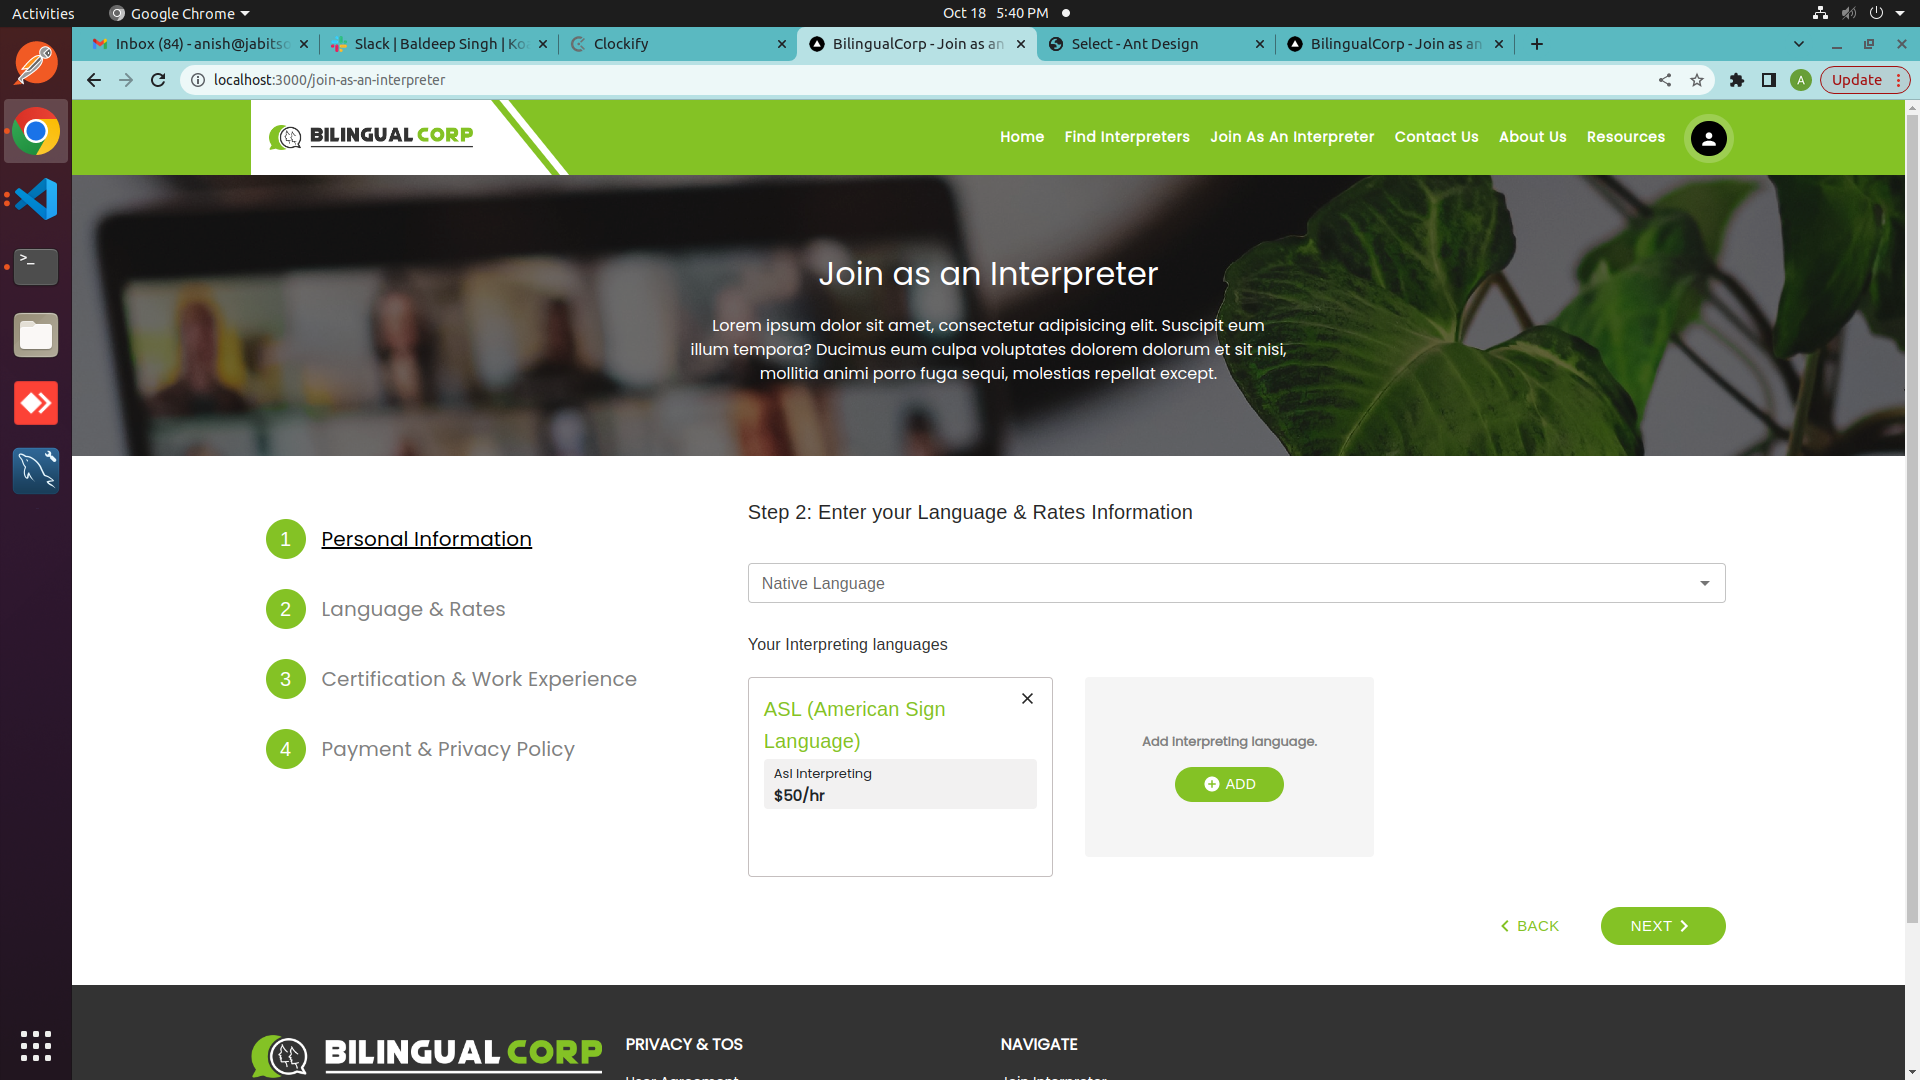 Activities
Google Chrome
Oct 18 5:40 PM
Inbox (84) - anish@jabitso
Slack | Baldeep Singh | Koa
Clockify
BilingualCorp - Join as an
Select - Ant Design
BilingualCorp - Join as an
localhost:3000/join-as-an-interpreter
A
Update
BILINGUAL CORP
Home
Find Interpreters
Join As An Interpreter
Contact Us
About Us
Resources
Join as an Interpreter
Lorem ipsum dolor sit amet, consectetur adipisicing elit. Suscipit eum
illum tempora? Ducimus eum culpa voluptates dolorem dolorum et sit nisi,
mollitia animi porro fuga sequi, molestias repellat except.
1 Personal Information
2 Language & Rates
3 Certification & Work Experience
4 Payment & Privacy Policy
Step 2: Enter your Language & Rates Information
Native Language
Your Interpreting languages
ASL (American Sign
Language)
Asl Interpreting
$50/hr
Add Interpreting language.
ADD
BACK
NEXT
BILINGUAL CORP
PRIVACY & TOS
User Agreement
NAVIGATE
Join Interpreter